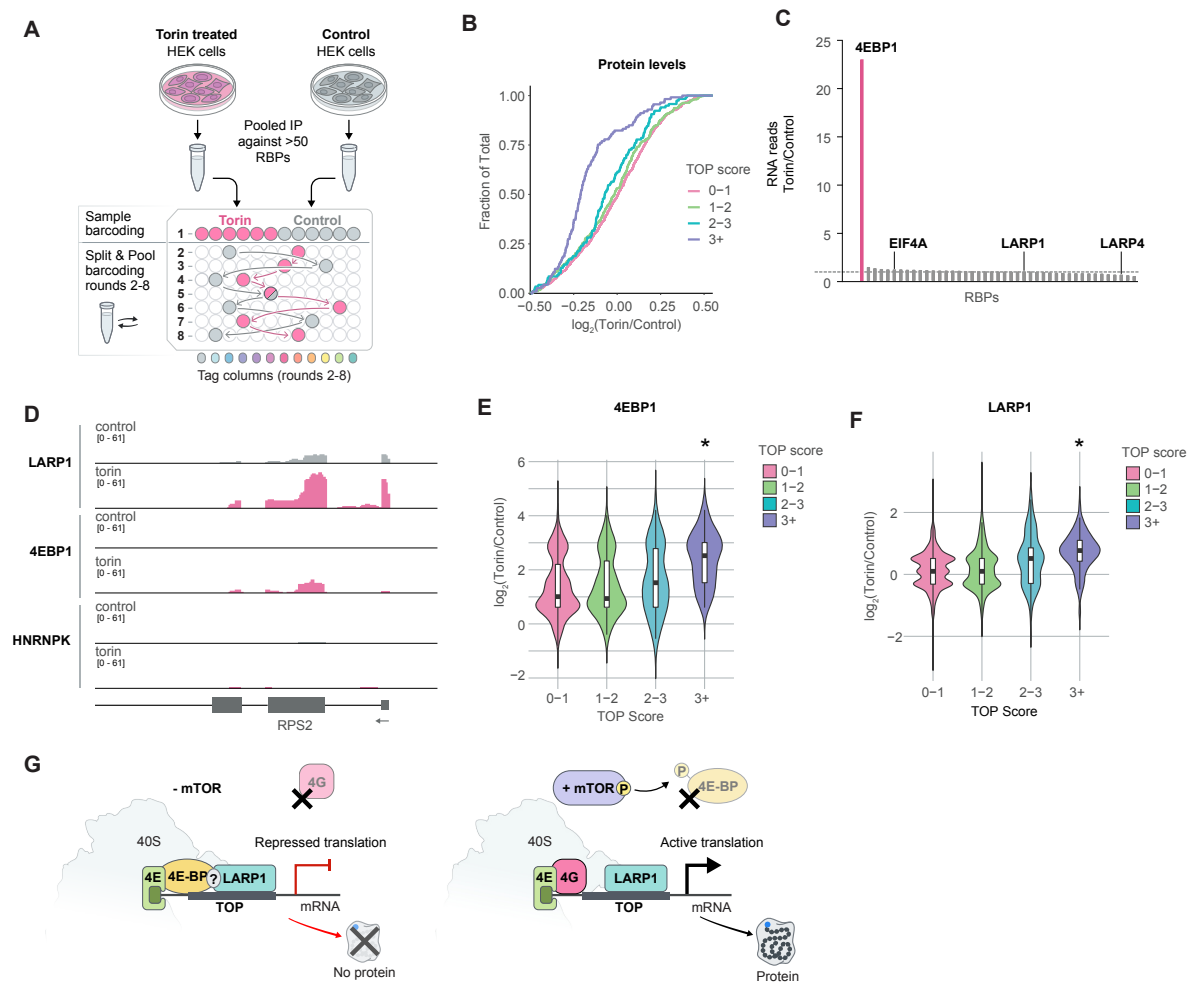 A
Torin treated
HEK cells
Control
HEK cells
Pooled IP
against >50
RBPs
Sample
barcoding
Torin
Control
1
Split & Pool
barcoding
rounds 2-8
2
3
4
5
6
7
8
Tag columns (rounds 2-8)
B
Protein levels
Fraction of Total
1.00
0.75
0.50
0.25
0.00
−0.50
−0.25
0.00
0.25
0.50
log2(Torin/Control)
TOP score
0−1
1−2
2−3
3+
C
RNA reads
Torin/Control
25
20
15
10
5
0
4EBP1
EIF4A
LARP1
LARP4
RBPs
D
LARP1
control
[0 - 61]
torin
[0 - 61]
4EBP1
control
[0 - 61]
torin
[0 - 61]
HNRNPK
control
[0 - 61]
torin
[0 - 61]
RPS2
E
4EBP1
*
log2(Torin/Control)
6
4
2
0
−2
0−1
1−2
2−3
3+
TOP Score
TOP score
0−1
1−2
2−3
3+
F
LARP1
*
log2(Torin/Control)
2
0
−2
0−1
1−2
2−3
3+
TOP Score
TOP score
0−1
1−2
2−3
3+
G
- mTOR
4G
40S
Repressed translation
4E
4E-BP
?
LARP1
TOP
mRNA
No protein
+ mTOR
P
P
4E-BP
40S
Active translation
4E
4G
LARP1
TOP
mRNA
Protein